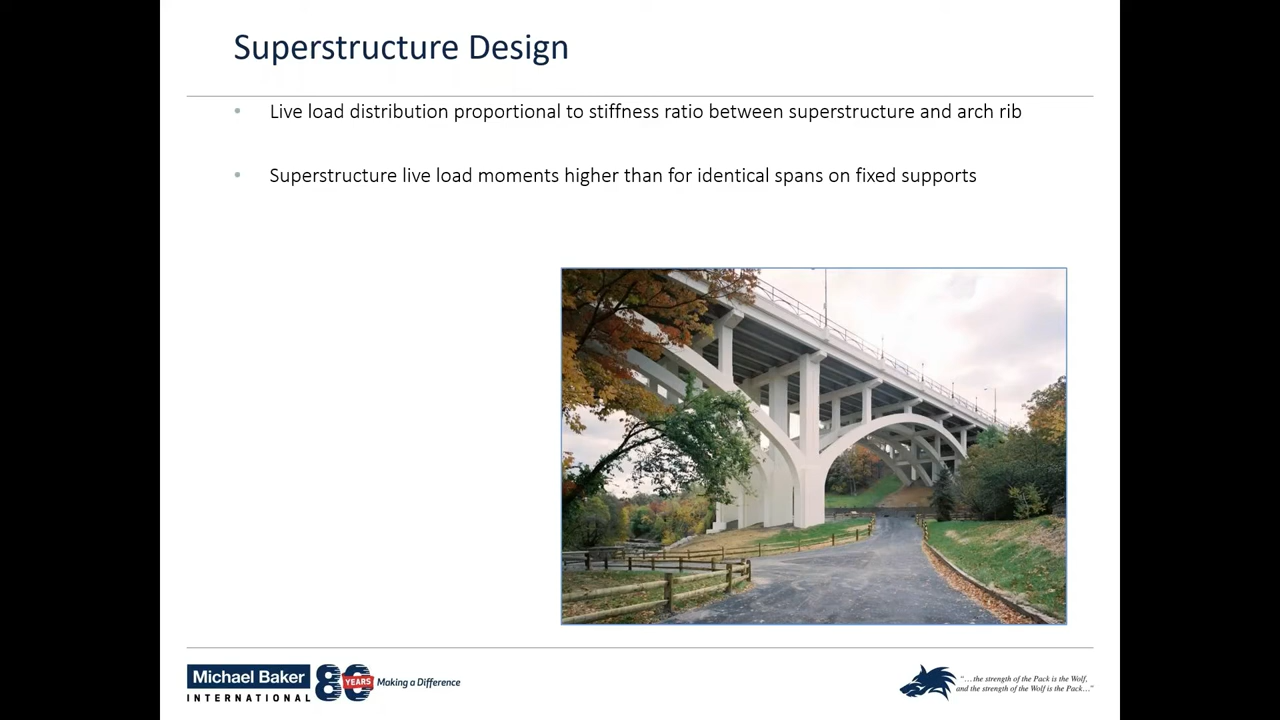 Superstructure Design
• Live load distribution proportional to stiffness ratio between superstructure and arch rib
• Superstructure live load moments higher than for identical spans on fixed supports
Michael Baker
INTERNATIONAL
80
YEARS
Making a Difference
“…the strength of the Pack is the Wolf,
and the strength of the Wolf is the Pack…”